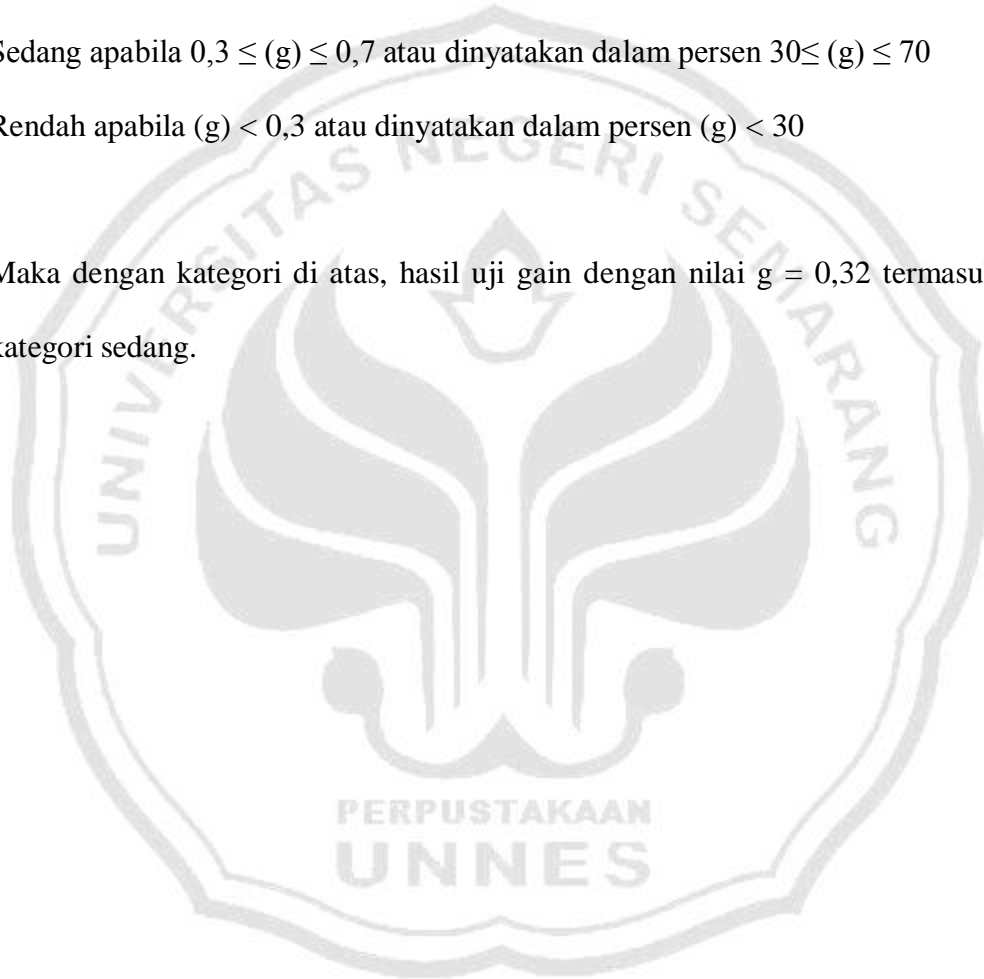 Sedang apabila 0,3 ≤ (g) ≤ 0,7 atau dinyatakan dalam persen 30≤ (g) ≤ 70
Rendah apabila (g) < 0,3 atau dinyatakan dalam persen (g) < 30
Maka dengan kategori di atas, hasil uji gain dengan nilai g = 0,32 termasu
kategori sedang.
UNIVERSITAS NEGERI SEMARANG
PERPUSTAKAAN
UNNES